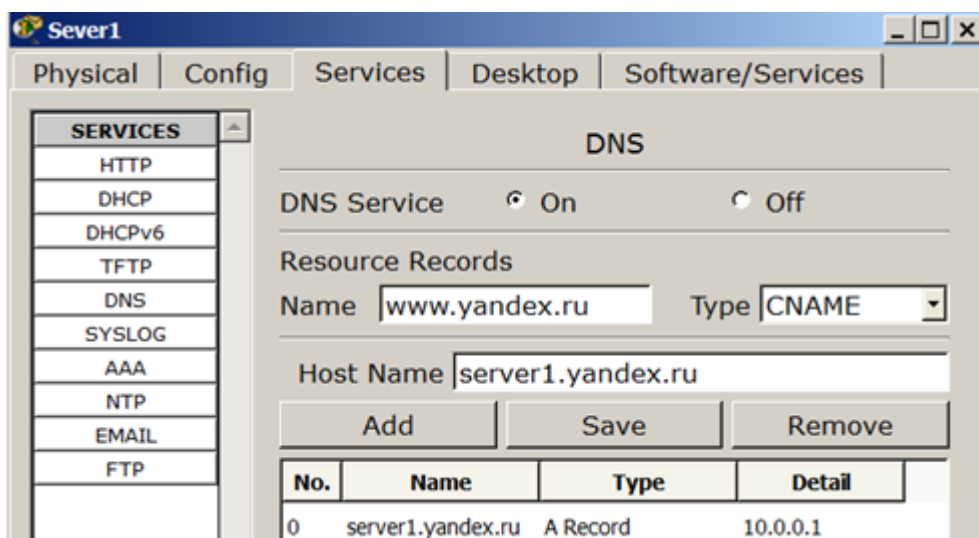 Sever1
Physical Config Services Desktop Software/Services
SERVICES
HTTP
DHCP
DHCPv6
TFTP
DNS
SYSLOG
AAA
NTP
EMAIL
FTP
DNS
DNS Service On Off
Resource Records
Name www.yandex.ru Type CNAME
Host Name server1.yandex.ru
Add Save Remove
No. Name Type Detail
0 server1.yandex.ru A Record 10.0.0.1